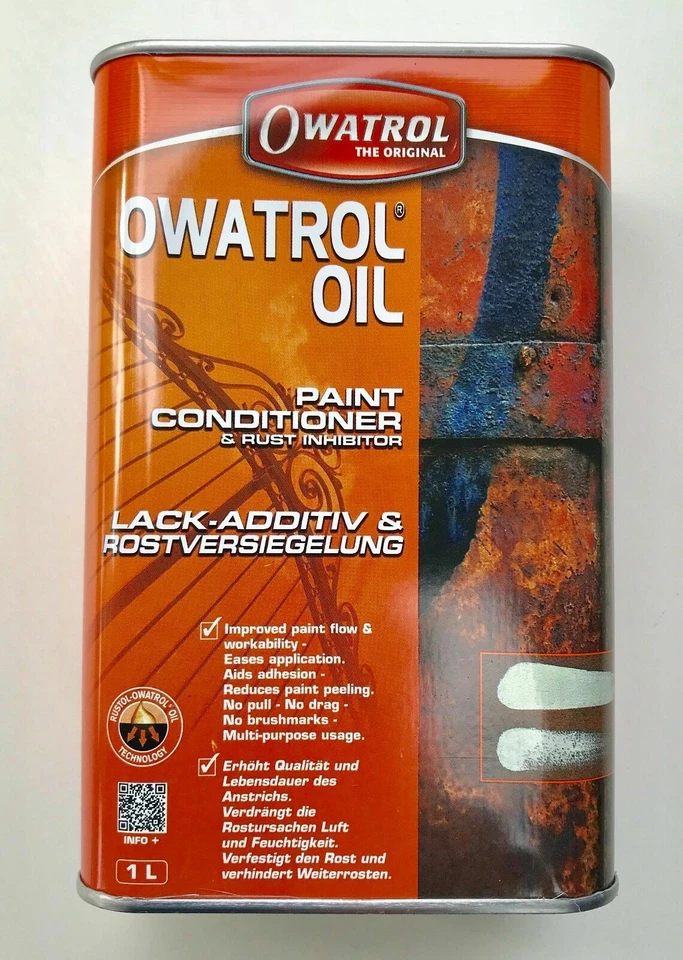 OWATROL
THE ORIGINAL
OWATROL®
OIL
PAINT
CONDITIONER
& RUST INHIBITOR
LACK-ADDITIV &
ROSTVERSIEGELUNG
Improved paint flow &
workability -
Eases application.
Aids adhesion -
Reduces paint peeling.
No pull - No drag -
No brushmarks -
Multi-purpose usage.
RUSTOL-OWATROL® OIL
TECHNOLOGY
Erhöht Qualität und
Lebensdauer des
Anstrichs.
Verdrängt die
Rostursachen Luft
und Feuchtigkeit.
Verfestigt den Rost und
verhindert Weiterrosten.
INFO +
1 L